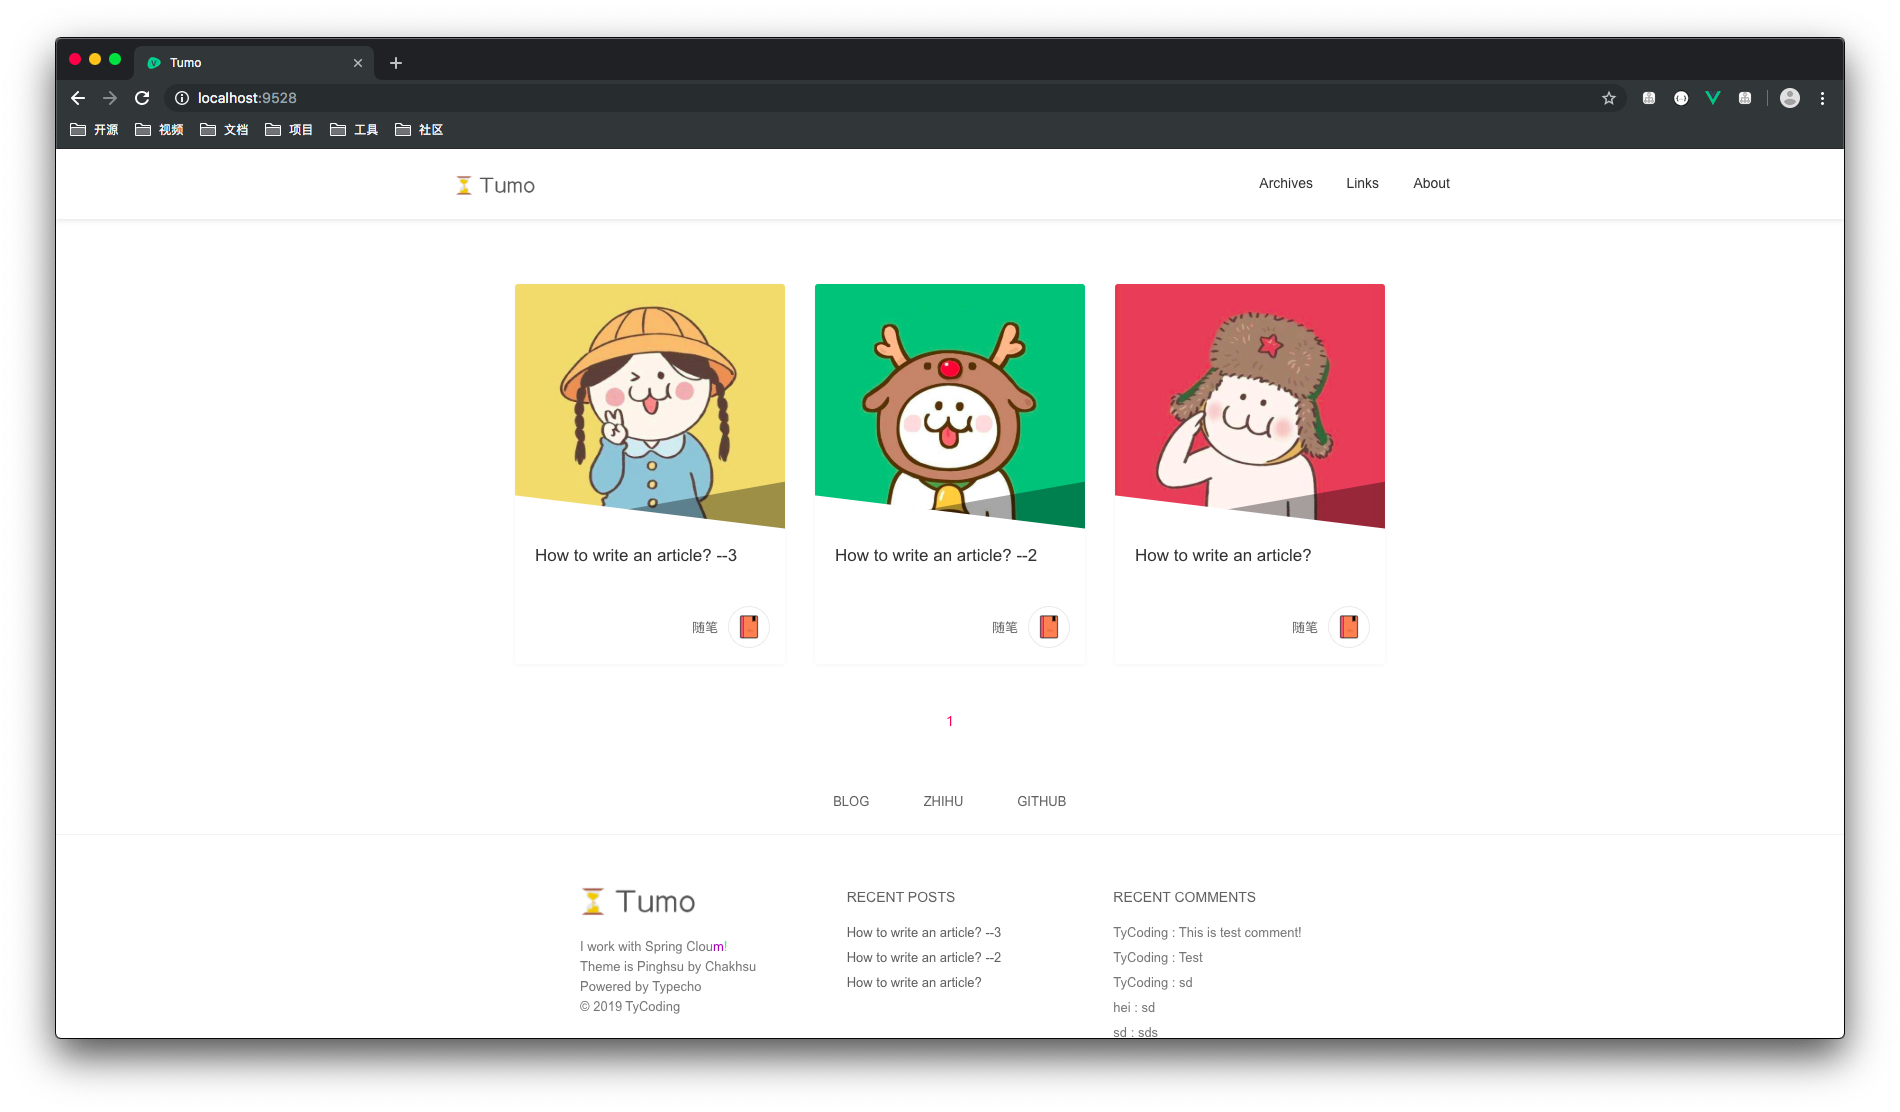 Tumo
localhost:9528
开源 视频 文档 项目 工具 社区
Tumo
Archives Links About
How to write an article? --3
随笔
How to write an article? --2
随笔
How to write an article?
随笔
1
BLOG ZHIHU GITHUB
Tumo
I work with Spring Cloum!
Theme is Pinghsu by Chakhsu
Powered by Typecho
© 2019 TyCoding
RECENT POSTS
How to write an article? --3
How to write an article? --2
How to write an article?
RECENT COMMENTS
TyCoding : This is test comment!
TyCoding : Test
TyCoding : sd
hei : sd
sd : sds